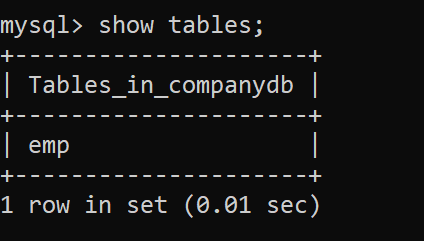 mysql> show tables;
+---------------------+
| Tables_in_companydb |
+---------------------+
| emp                 |
+---------------------+
1 row in set (0.01 sec)